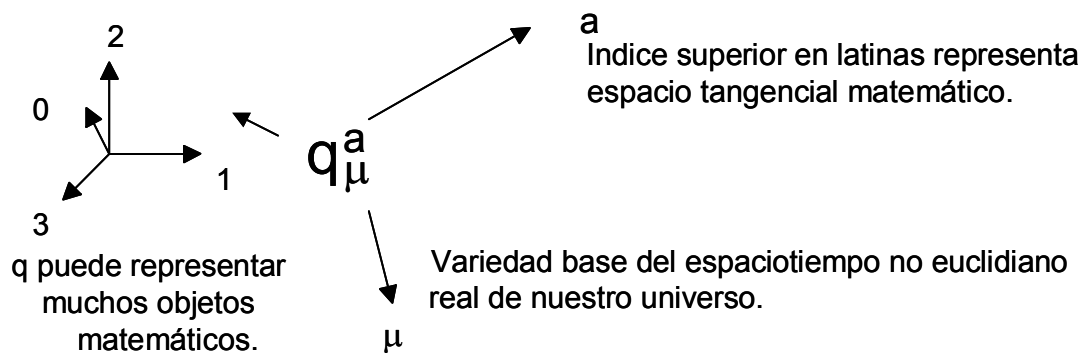 2
0
1
3
q puede representar
muchos objetos
matemáticos.
qᵃμ
a
Indice superior en latinas representa
espacio tangencial matemático.
Variedad base del espaciotiempo no euclidiano
real de nuestro universo.
μ